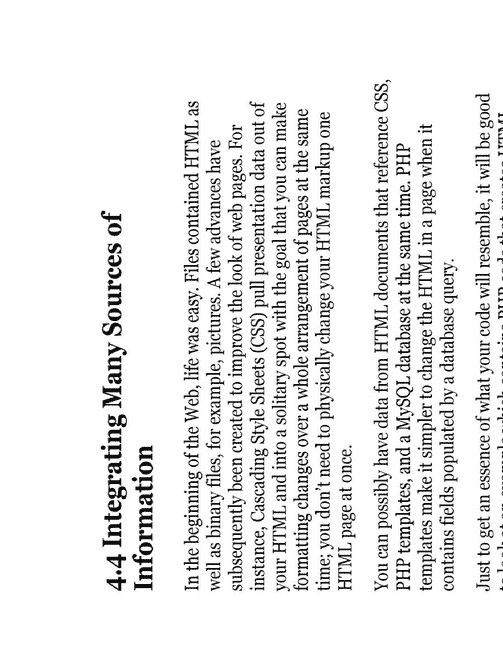 4.4 Integrating Many Sources of
Information
In the beginning of the Web, life was easy. Files contained HTML as
well as binary files, for example, pictures. A few advances have
subsequently been created to improve the look of web pages. For
instance, Cascading Style Sheets (CSS) pull presentation data out of
your HTML and into a solitary spot with the goal that you can make
formatting changes over a whole arrangement of pages at the same
time; you don't need to physically change your HTML markup one
HTML page at once.
You can possibly have data from HTML documents that reference CSS,
PHP templates, and a MySQL database at the same time. PHP
templates make it simpler to change the HTML in a page when it
contains fields populated by a database query.
Just to get an essence of what your code will resemble, it will be good